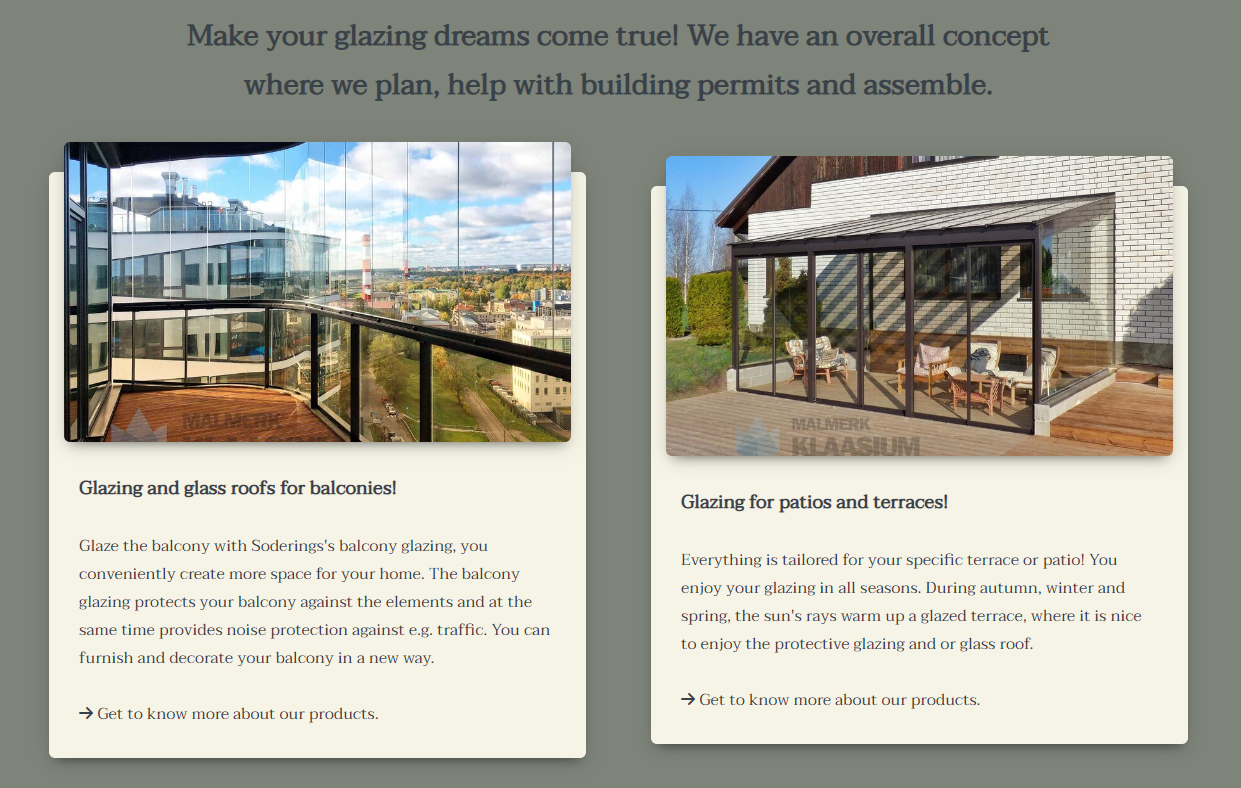 Make your glazing dreams come true! We have an overall concept
where we plan, help with building permits and assemble.
MALMERK
Glazing and glass roofs for balconies!
Glaze the balcony with Soderings's balcony glazing, you
conveniently create more space for your home. The balcony
glazing protects your balcony against the elements and at the
same time provides noise protection against e.g. traffic. You can
furnish and decorate your balcony in a new way.
→ Get to know more about our products.
MALMERK
KLAASIUM
Glazing for patios and terraces!
Everything is tailored for your specific terrace or patio! You
enjoy your glazing in all seasons. During autumn, winter and
spring, the sun's rays warm up a glazed terrace, where it is nice
to enjoy the protective glazing and or glass roof.
→ Get to know more about our products.